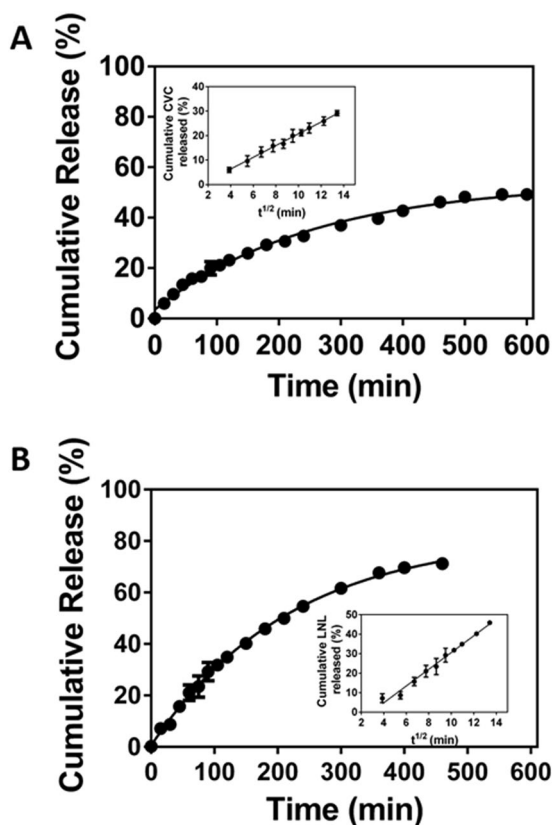 A
Cumulative Release (%)
100
80
60
40
20
0
0 100 200 300 400 500 600
Time (min)
Cumulative CVC
released (%)
40
30
20
10
0
2 4 6 8 10 12 14
t1/2 (min)
B
Cumulative Release (%)
100
80
60
40
20
0
0 100 200 300 400 500 600
Time (min)
Cumulative LNL
released (%)
50
40
30
20
10
0
2 4 6 8 10 12 14
t1/2 (min)